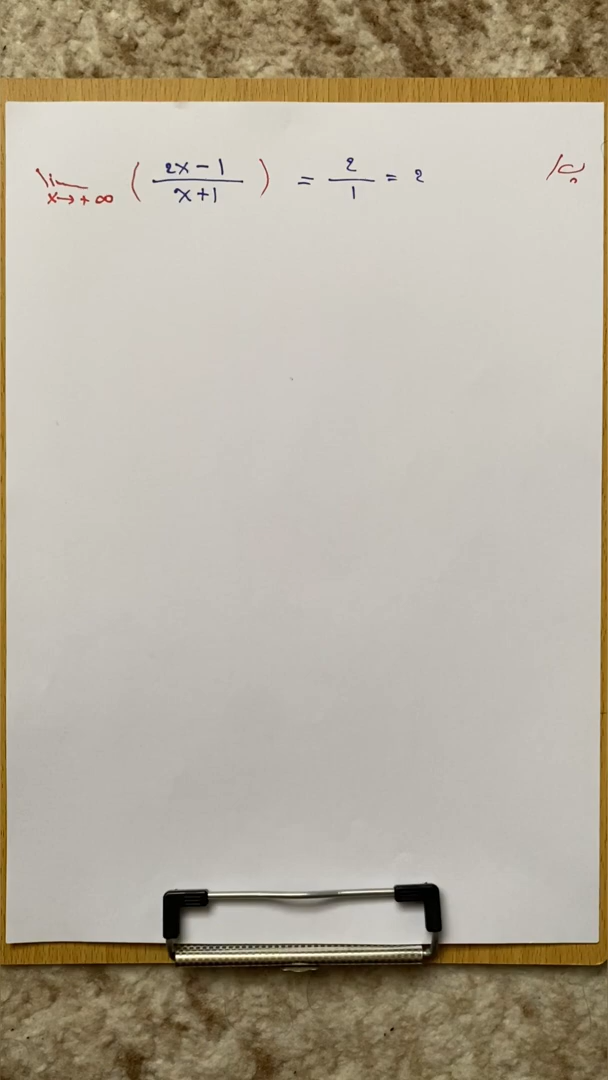 lim x→+∞ ( (2x-1)/(x+1) ) = 2/1 = 2